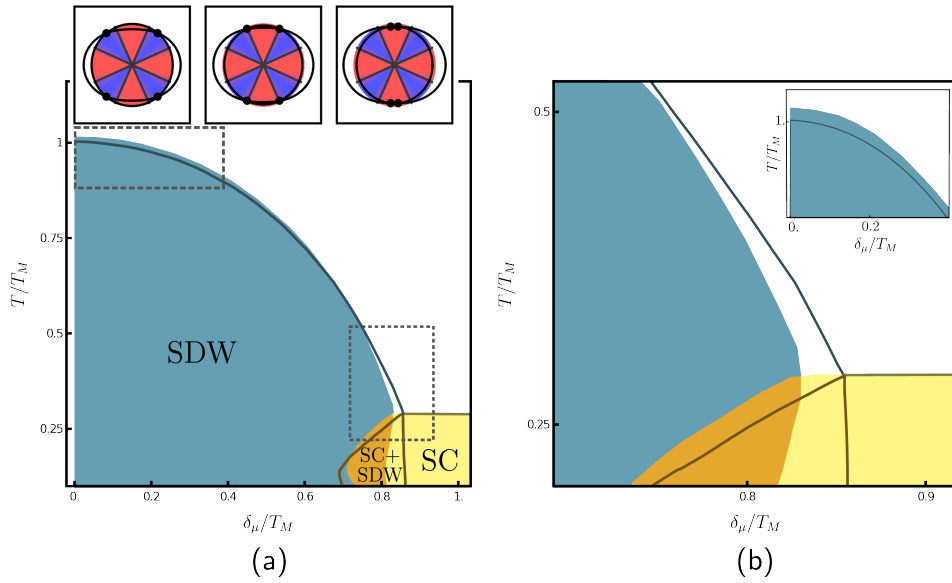 T/T_M
1
0.75
0.5
0.25
SDW
SC+
SDW
SC
0.
0.2
0.4
0.6
0.8
1.
δ_μ/T_M
(a)
T/T_M
0.5
0.25
0.8
0.9
δ_μ/T_M
T/T_M
1.
0.
0.2
δ_μ/T_M
(b)